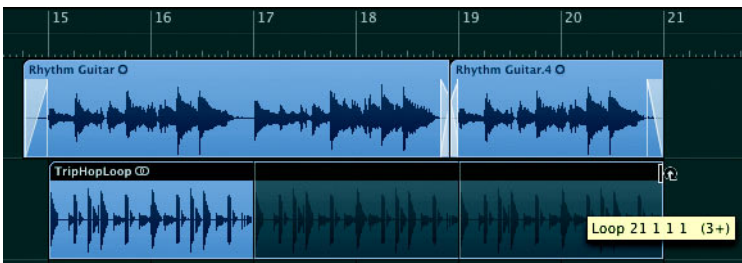 15 16 17 18 19 20 21
Rhythm Guitar Rhythm Guitar.4
TripHopLoop
Loop 21 1 1 1 (3+)